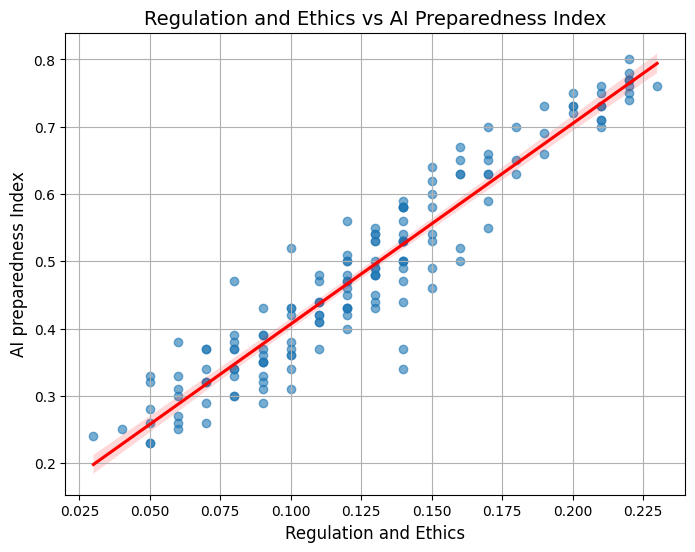 Regulation and Ethics vs AI Preparedness Index
AI preparedness Index
0.8
0.7
0.6
0.5
0.4
0.3
0.2
0.025 0.050 0.075 0.100 0.125 0.150 0.175 0.200 0.225
Regulation and Ethics